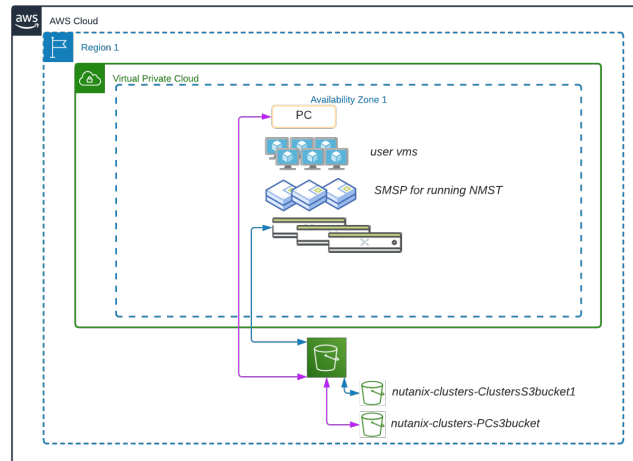 aws
AWS Cloud
Region 1
Virtual Private Cloud
Availability Zone 1
PC
user vms
SMSP for running NMST
nutanix-clusters-ClustersS3bucket1
nutanix-clusters-PCs3bucket